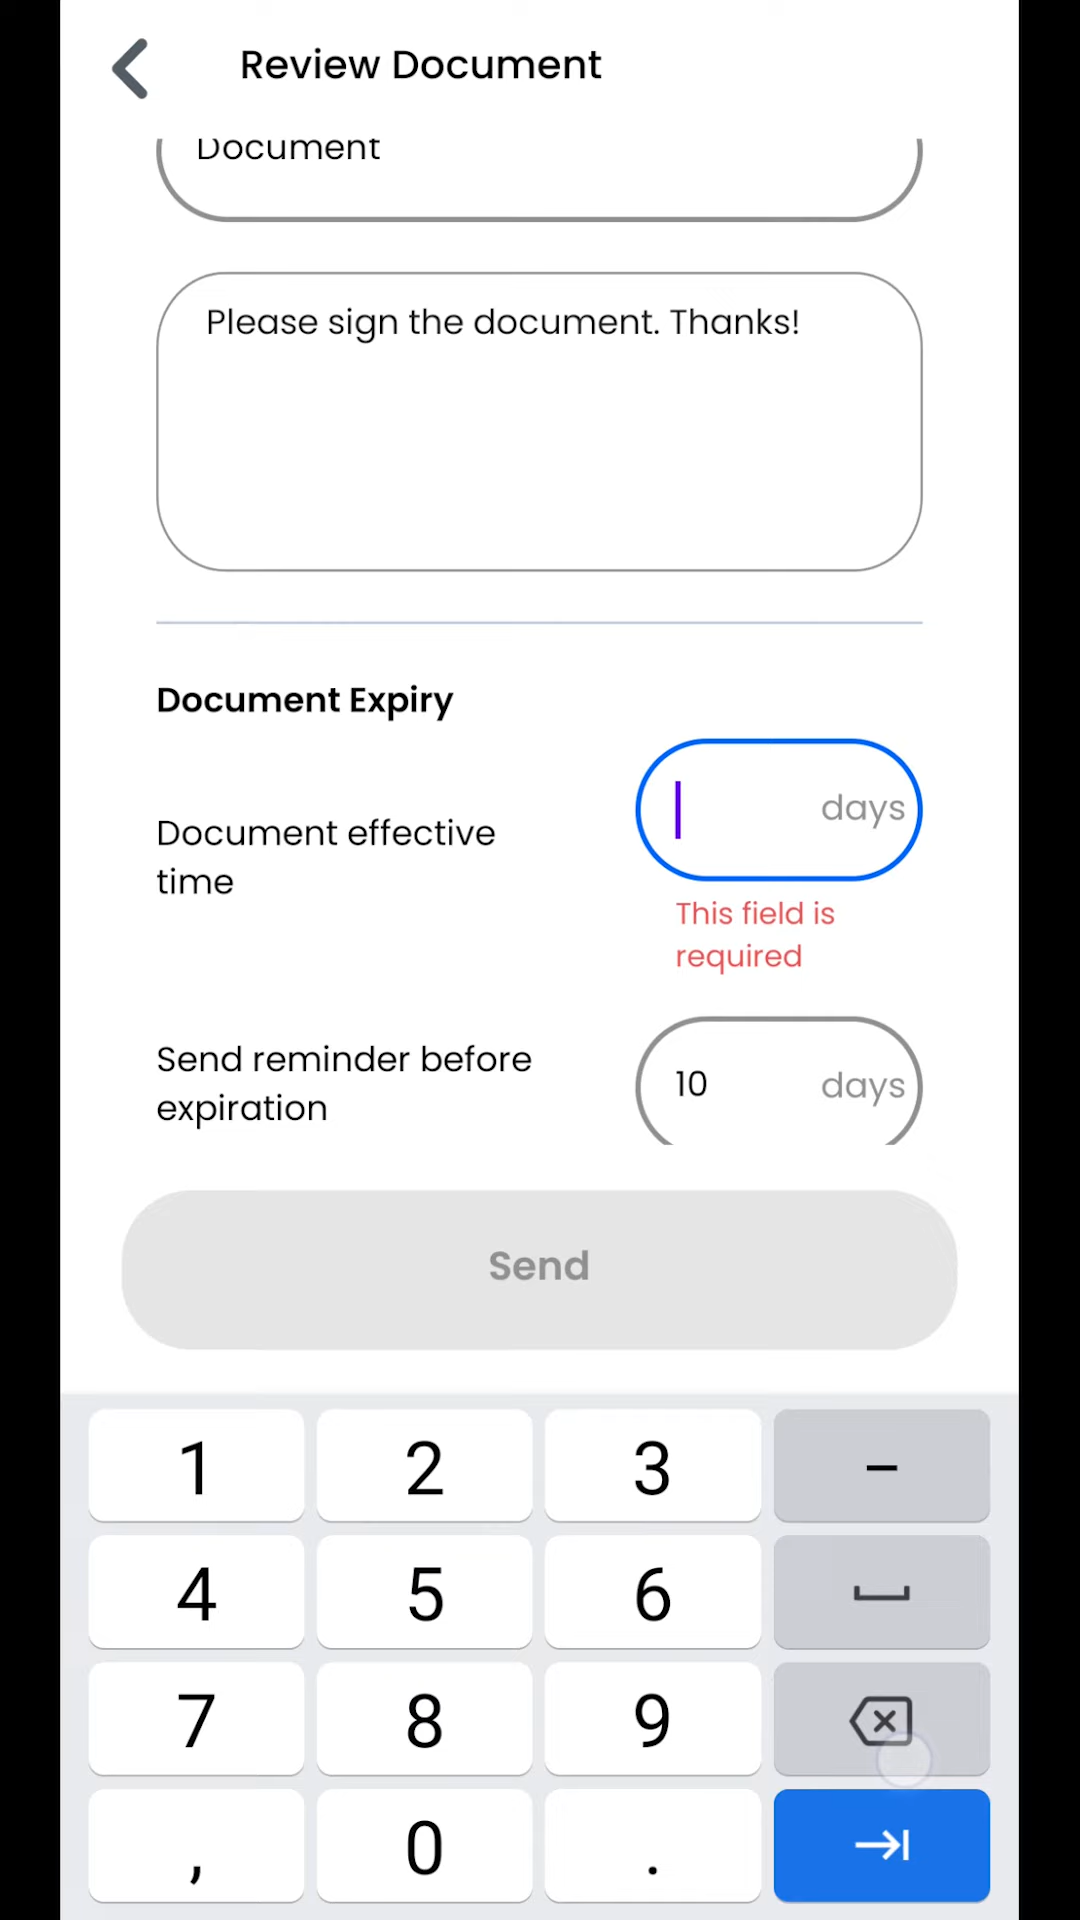 Review Document
Document
Please sign the document. Thanks!
Document Expiry
days
Document effective
time
This field is
required
Send reminder before
expiration
10 days
Send
1 2 3 –
4 5 6
7 8 9
, 0 .